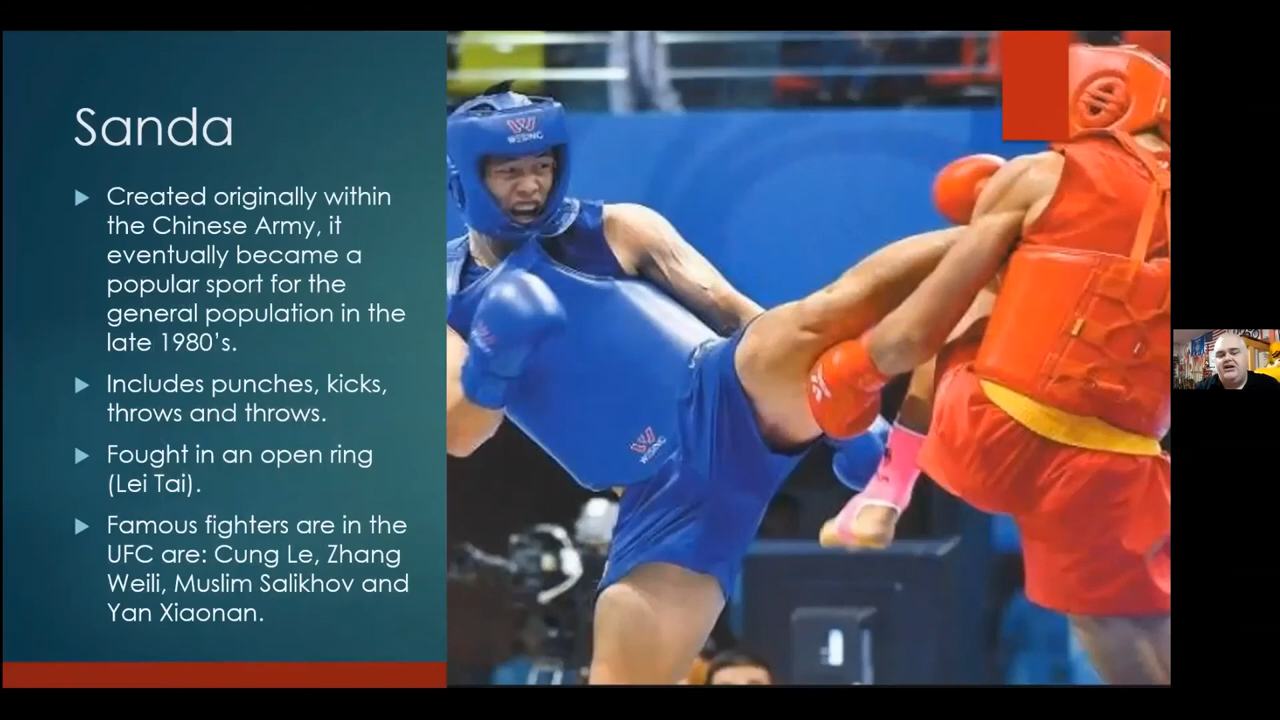 Sanda
Created originally within
the Chinese Army, it
eventually became a
popular sport for the
general population in the
late 1980's.
Includes punches, kicks,
throws and throws.
Fought in an open ring
(Lei Tai).
Famous fighters are in the
UFC are: Cung Le, Zhang
Weili, Muslim Salikhov and
Yan Xiaonan.
WESING
WESING